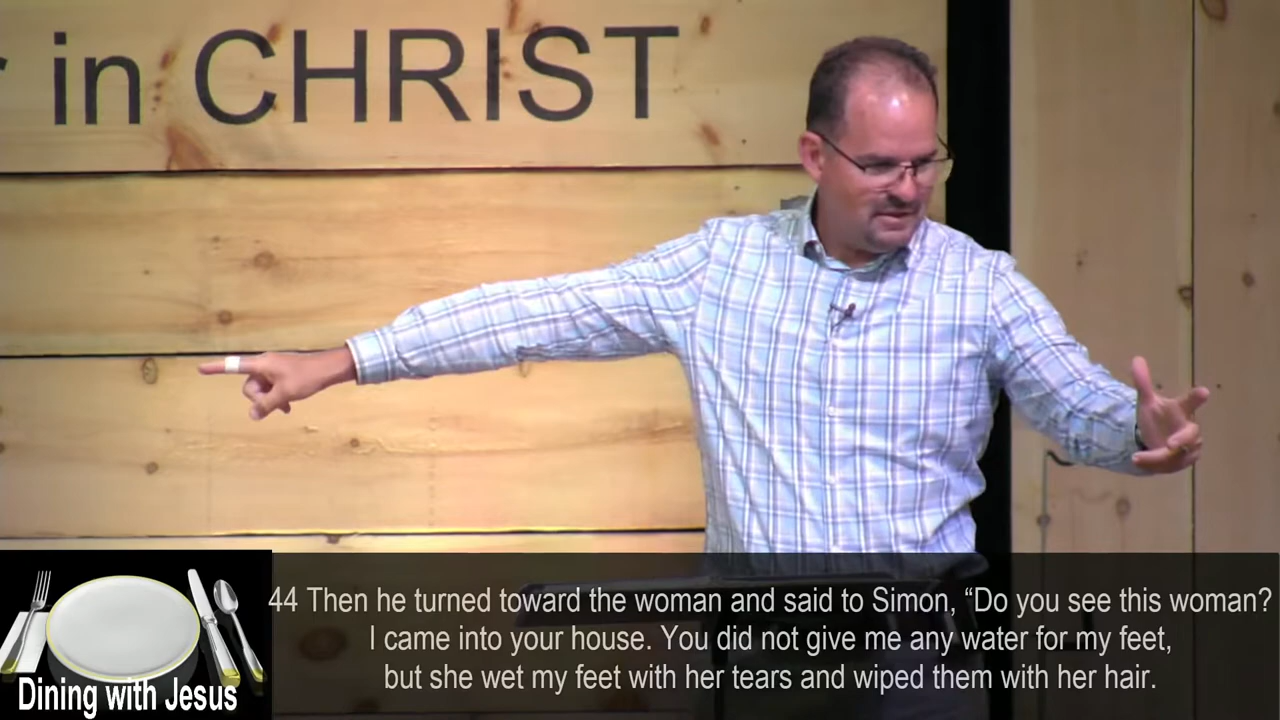 in CHRIST
44 Then he turned toward the woman and said to Simon, “Do you see this woman?
I came into your house. You did not give me any water for my feet,
but she wet my feet with her tears and wiped them with her hair.
Dining with Jesus